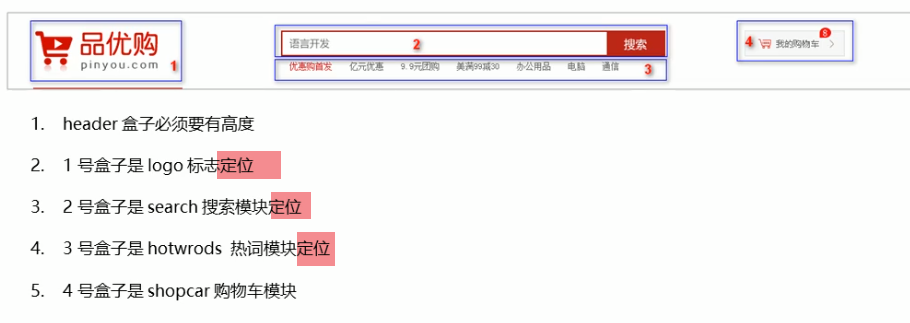 品优购
pinyou.com
1
语言开发
2
搜索
优惠购首发 亿元优惠 9.9元团购 美满99减30 办公用品 电脑 通信
3
4
我的购物车
8
1. header 盒子必须要有高度
2. 1 号盒子是 logo 标志定位
3. 2 号盒子是 search 搜索模块定位
4. 3 号盒子是 hotwrods 热词模块定位
5. 4 号盒子是 shopcar 购物车模块